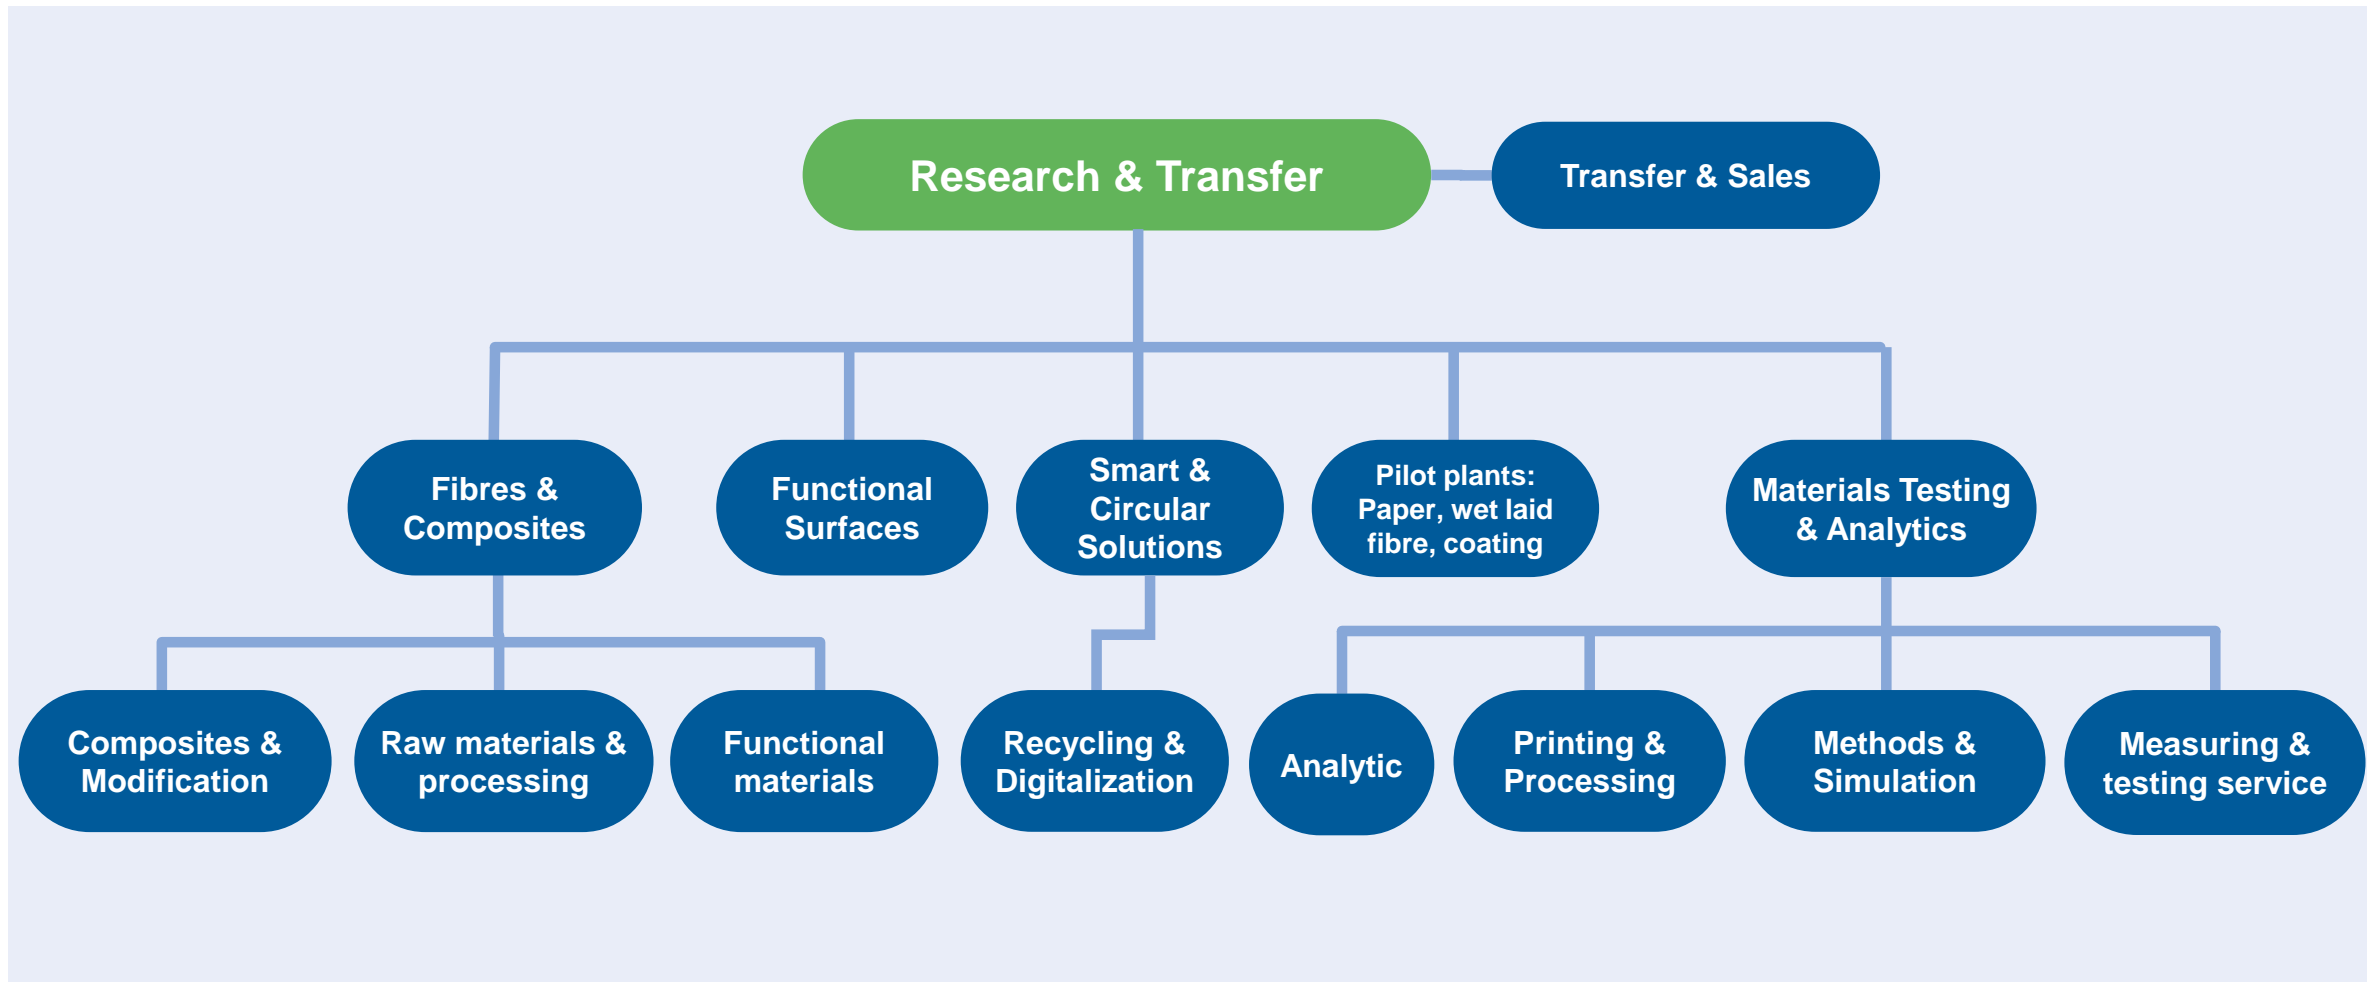 Research & Transfer
Transfer & Sales
Fibres &
Composites
Functional
Surfaces
Smart &
Circular
Solutions
Pilot plants:
Paper, wet laid
fibre, coating
Materials Testing
& Analytics
Composites &
Modification
Raw materials &
processing
Functional
materials
Recycling &
Digitalization
Analytic
Printing &
Processing
Methods &
Simulation
Measuring &
testing service